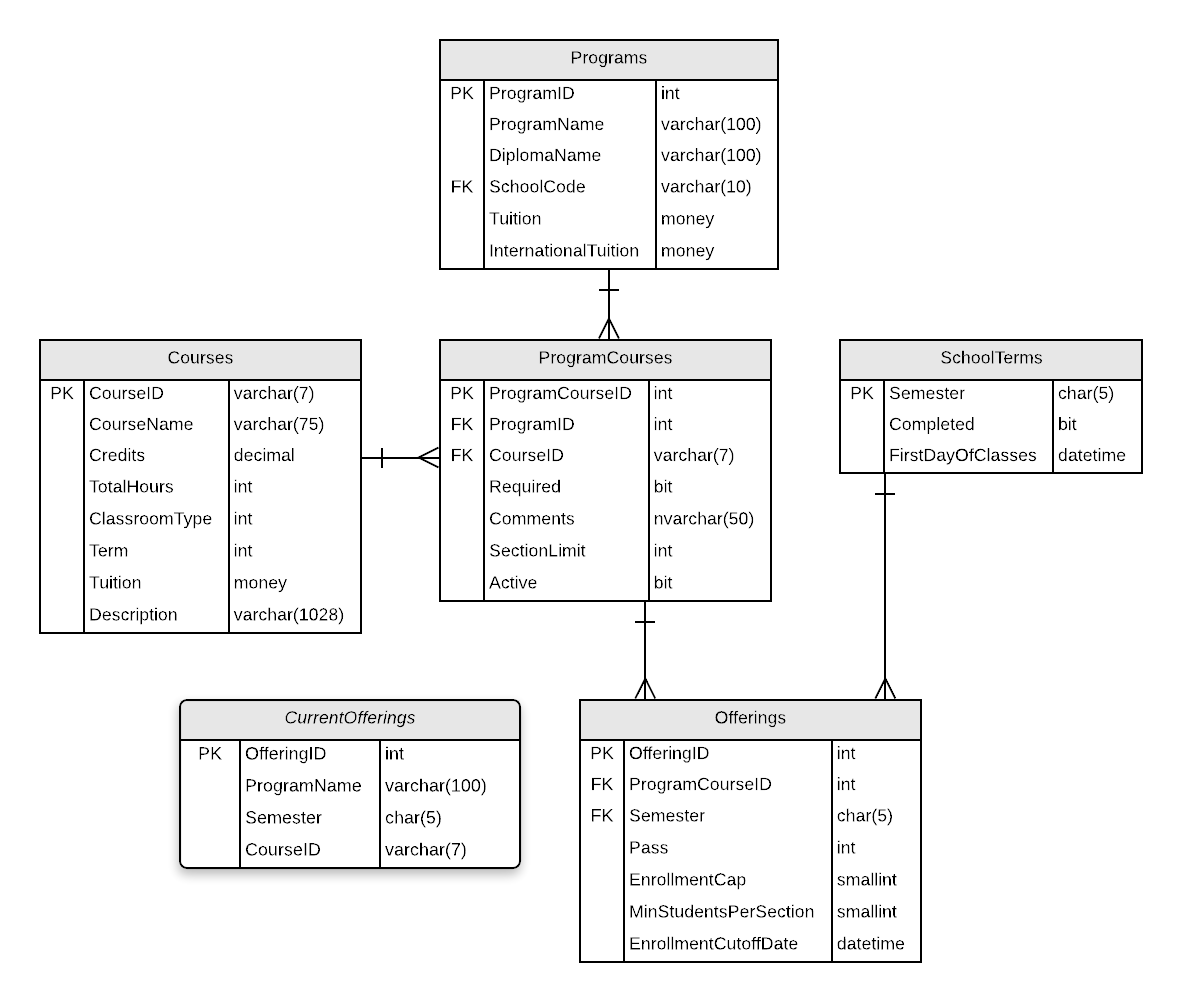 Programs
PK ProgramID int
ProgramName varchar(100)
DiplomaName varchar(100)
FK SchoolCode varchar(10)
Tuition money
InternationalTuition money
Courses
PK CourseID varchar(7)
CourseName varchar(75)
Credits decimal
TotalHours int
ClassroomType int
Term int
Tuition money
Description varchar(1028)
ProgramCourses
PK ProgramCourseID int
FK ProgramID int
FK CourseID varchar(7)
Required bit
Comments nvarchar(50)
SectionLimit int
Active bit
SchoolTerms
PK Semester char(5)
Completed bit
FirstDayOfClasses datetime
CurrentOfferings
PK OfferingID int
ProgramName varchar(100)
Semester char(5)
CourseID varchar(7)
Offerings
PK OfferingID int
FK ProgramCourseID int
FK Semester char(5)
Pass int
EnrollmentCap smallint
MinStudentsPerSection smallint
EnrollmentCutoffDate datetime